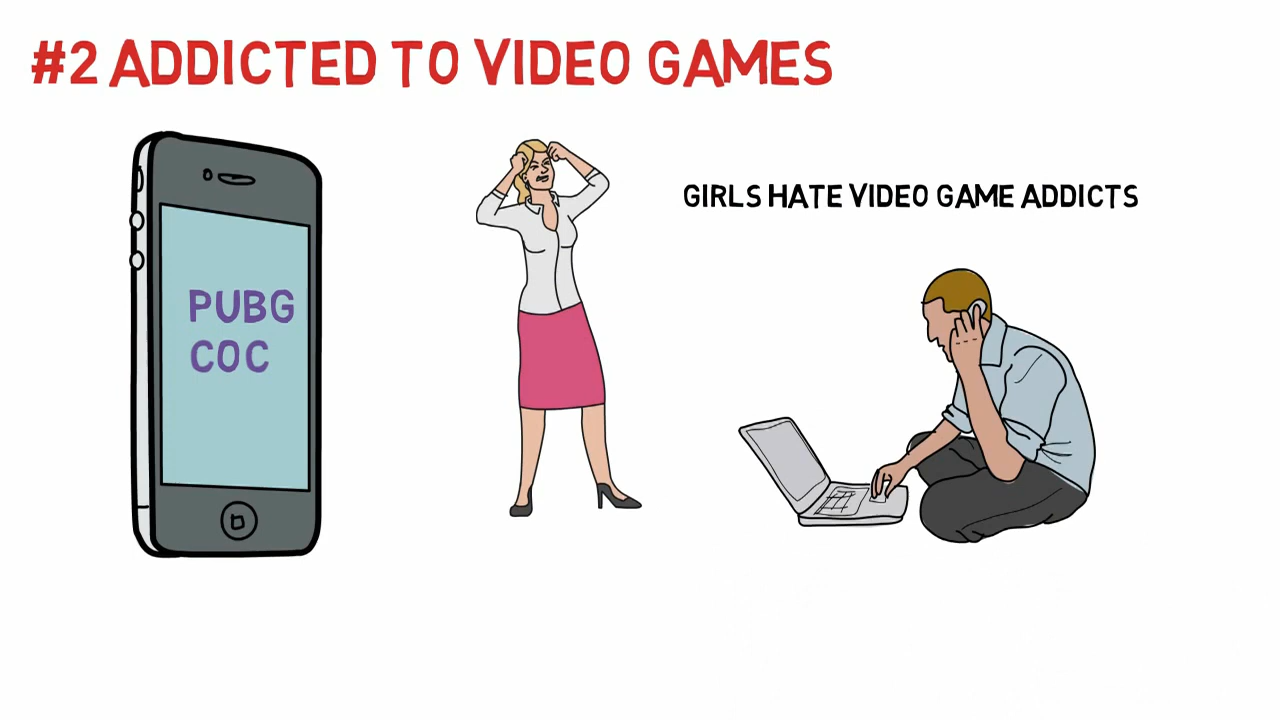 #2 ADDICTED TO VIDEO GAMES
GIRLS HATE VIDEO GAME ADDICTS
PUBG
COC